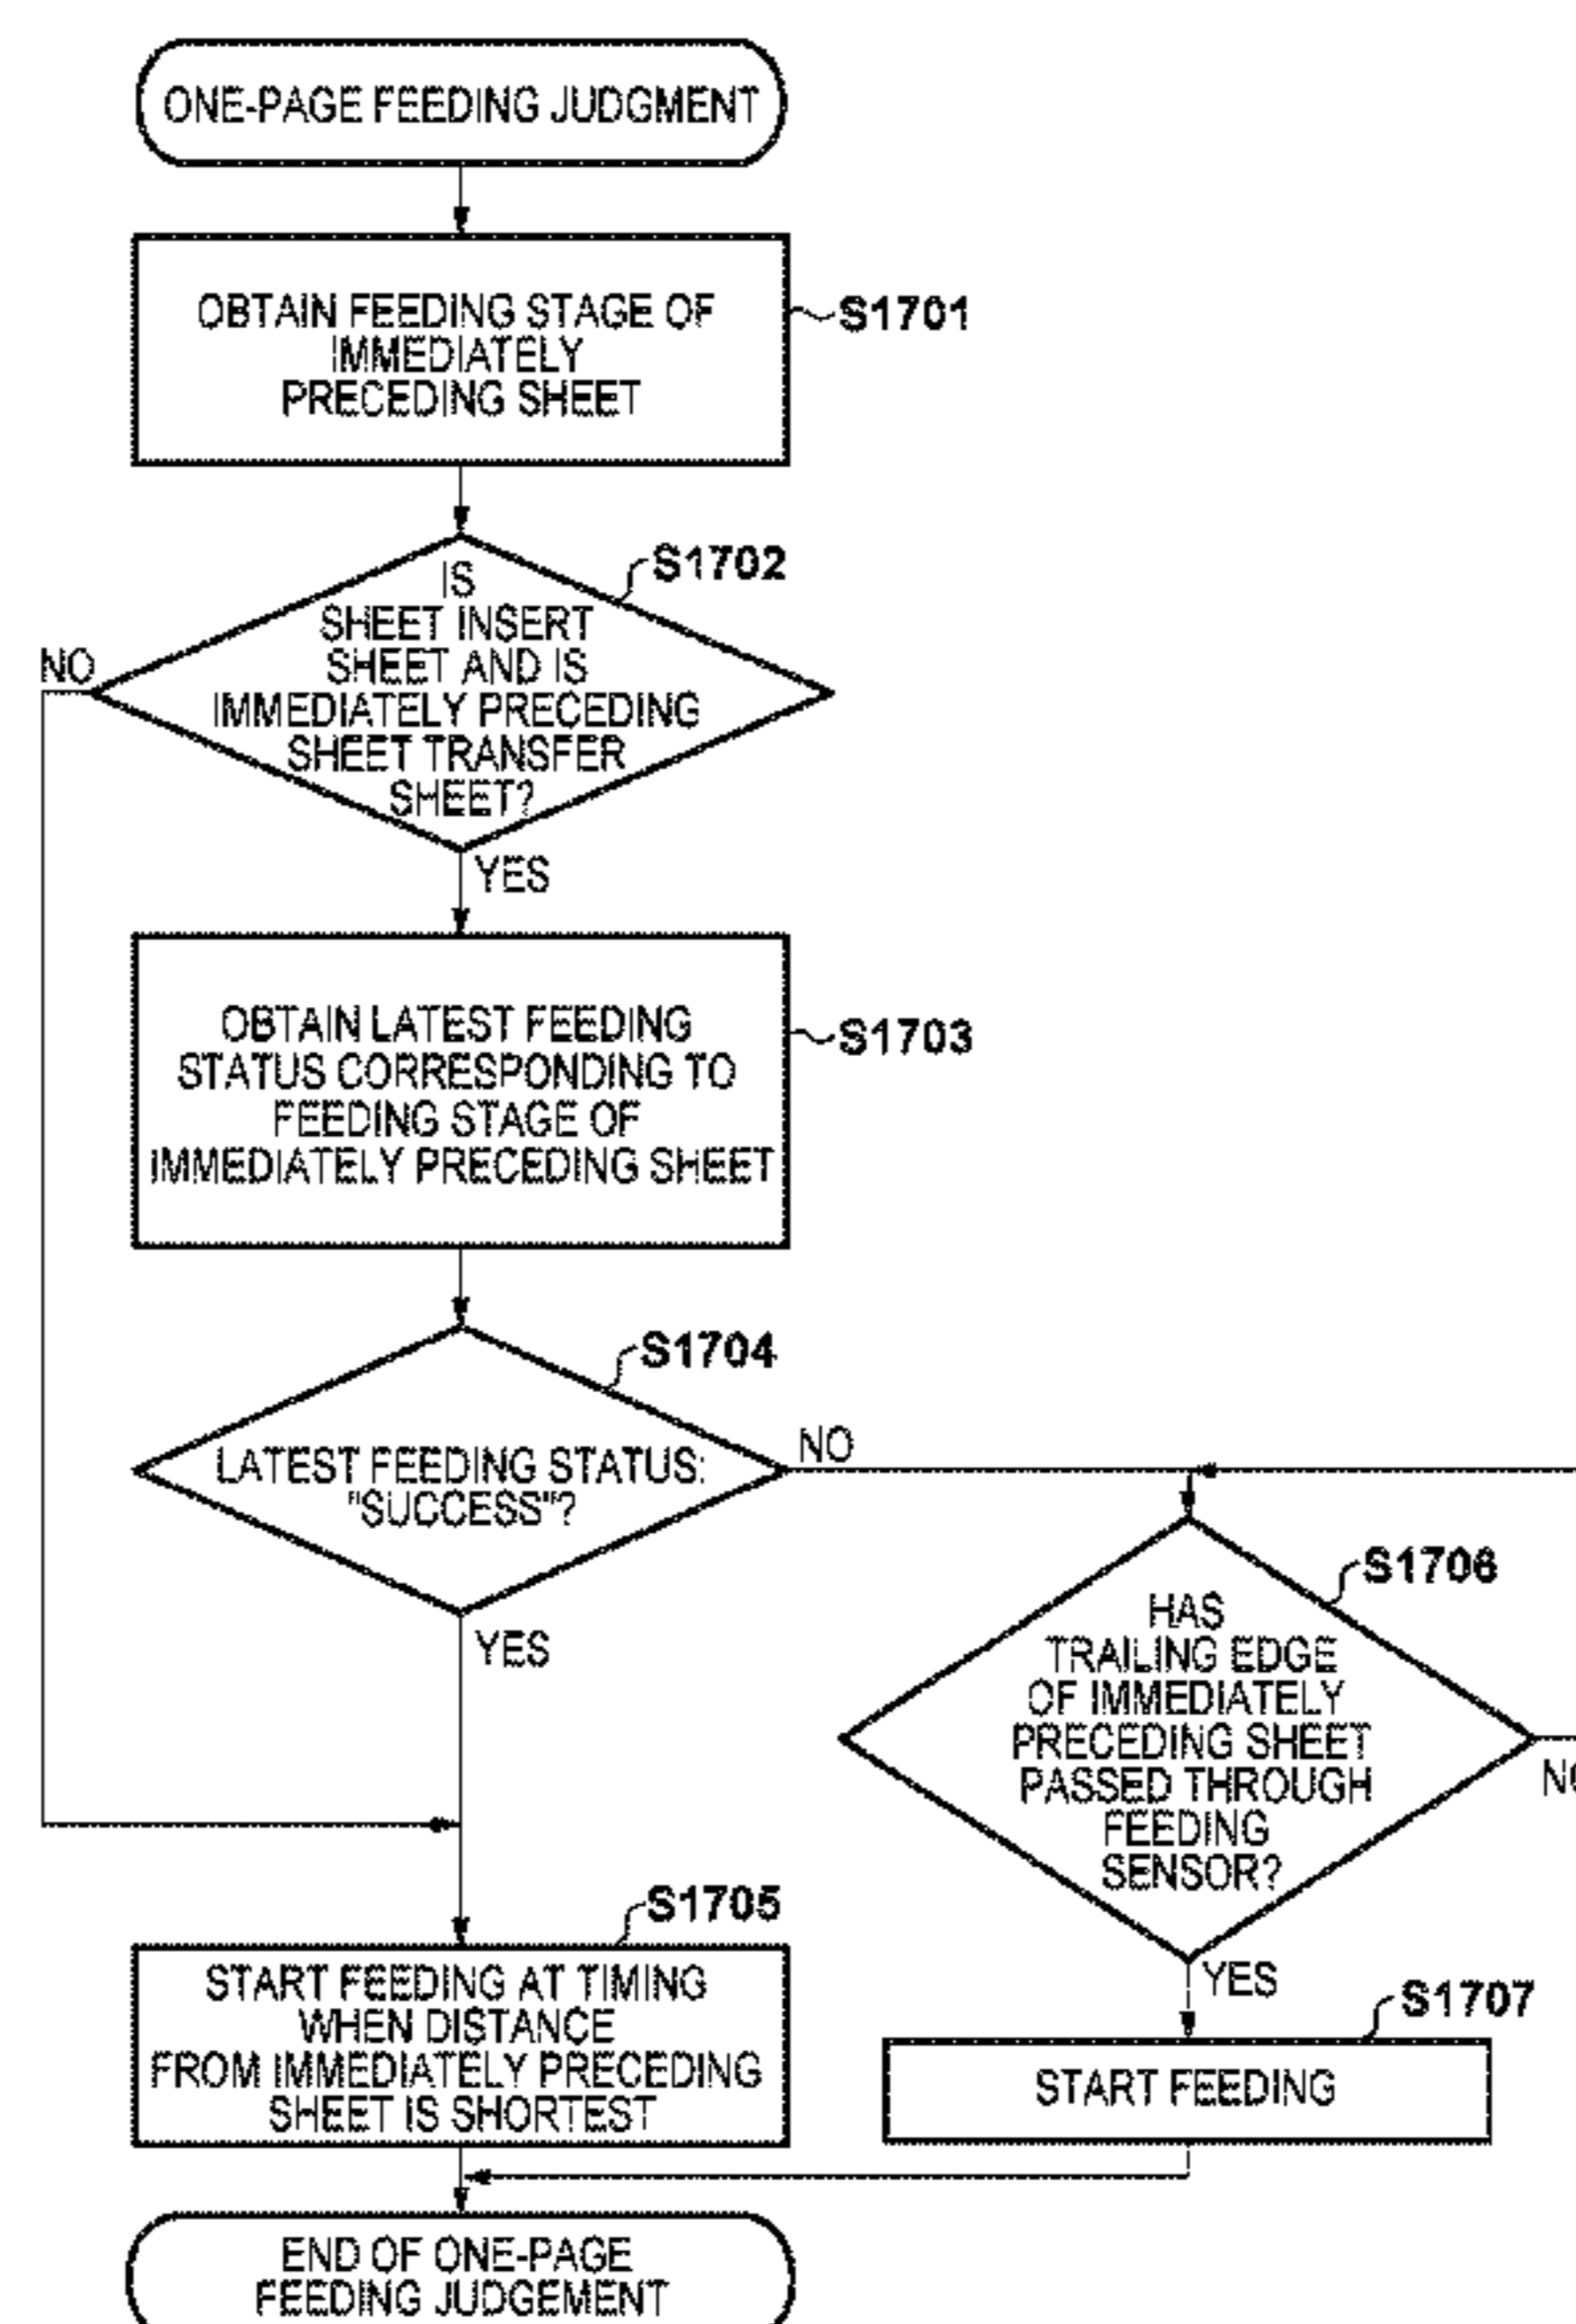 ONE-PAGE FEEDING JUDGMENT
OBTAIN FEEDING STAGE OF
IMMEDIATELY
PRECEDING SHEET
S1701
S1702
IS
SHEET INSERT
SHEET AND IS
IMMEDIATELY PRECEDING
SHEET TRANSFER
SHEET?
NO
YES
OBTAIN LATEST FEEDING
STATUS CORRESPONDING TO
FEEDING STAGE OF
IMMEDIATELY PRECEDING SHEET
S1703
S1704
LATEST FEEDING STATUS:
"SUCCESS"?
NO
YES
S1706
HAS
TRAILING EDGE
OF IMMEDIATELY
PRECEDING SHEET
PASSED THROUGH
FEEDING
SENSOR?
NO
YES
S1705
START FEEDING AT TIMING
WHEN DISTANCE
FROM IMMEDIATELY PRECEDING
SHEET IS SHORTEST
S1707
START FEEDING
END OF ONE-PAGE
FEEDING JUDGEMENT